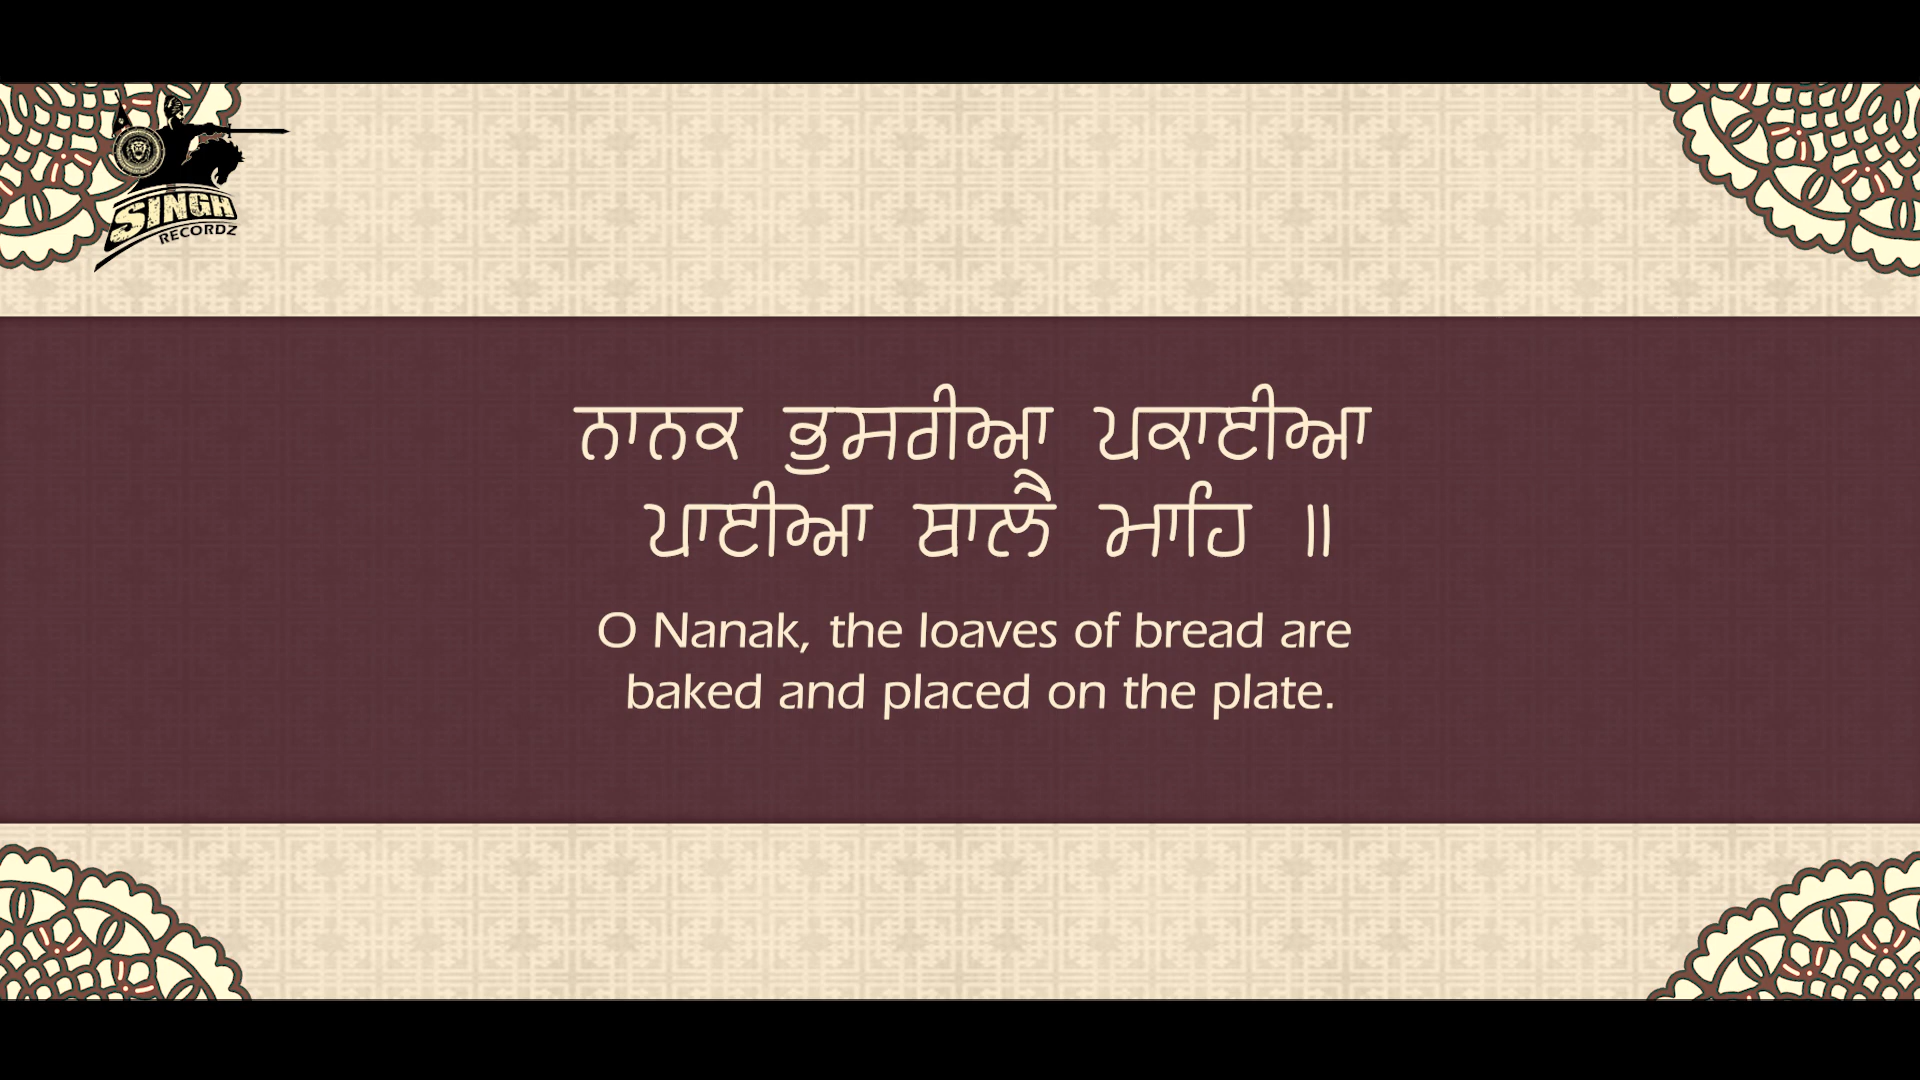 SINGH
RECORDZ
ਨਾਨਕ ਭੁਸਰੀਆ ਪਕਾਈਆ
ਪਾਈਆ ਥਾਲੈ ਮਾਹਿ ॥
O Nanak, the loaves of bread are
baked and placed on the plate.